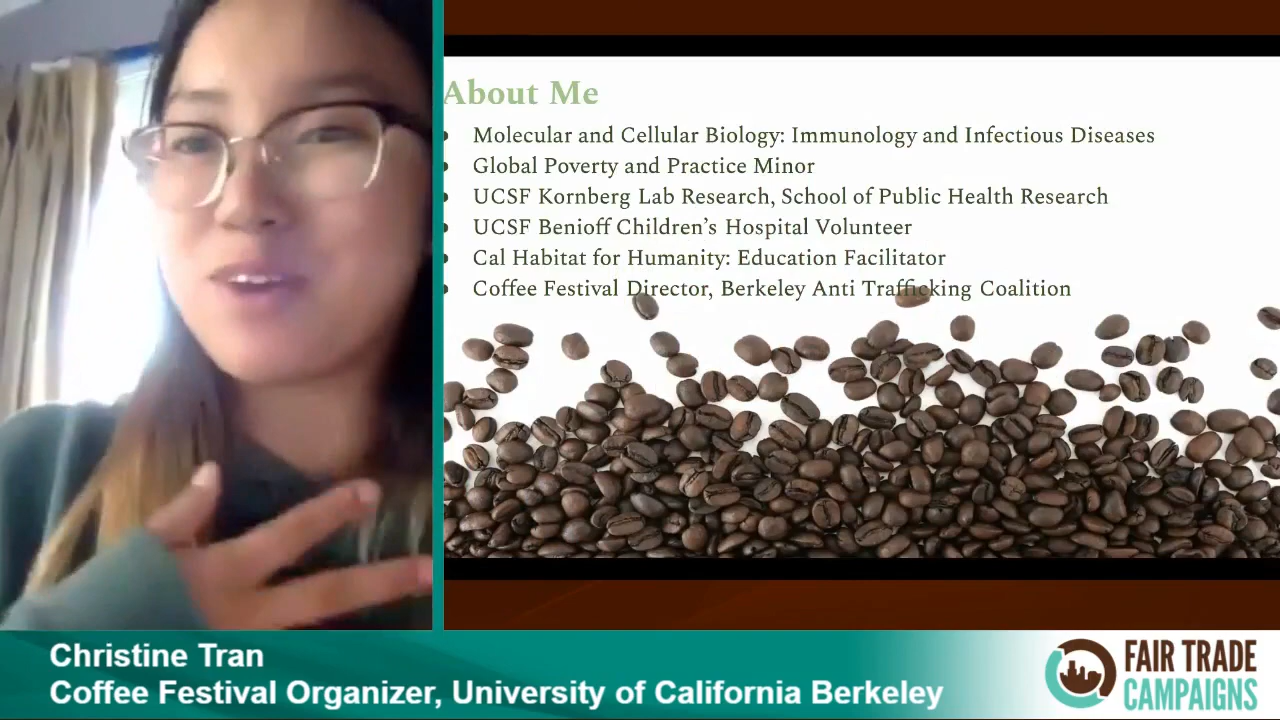 About Me
Molecular and Cellular Biology: Immunology and Infectious Diseases
Global Poverty and Practice Minor
UCSF Kornberg Lab Research, School of Public Health Research
UCSF Benioff Children’s Hospital Volunteer
Cal Habitat for Humanity: Education Facilitator
Coffee Festival Director, Berkeley Anti Trafficking Coalition
Christine Tran
Coffee Festival Organizer, University of California Berkeley
FAIR TRADE
CAMPAIGNS